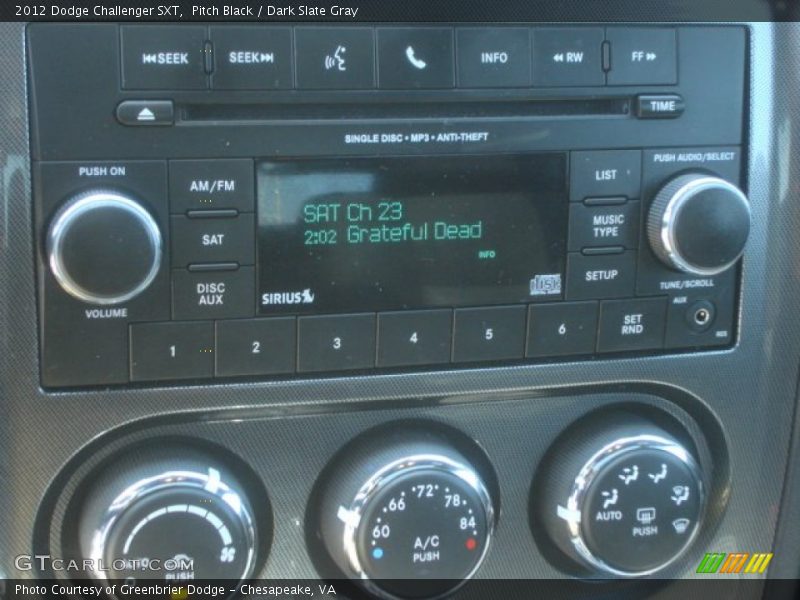 2012 Dodge Challenger SXT, Pitch Black / Dark Slate Gray
SEEK
SEEK
INFO
RW
FF
TIME
SINGLE DISC • MP3 • ANTI-THEFT
PUSH ON
AM/FM
LIST
PUSH AUDIO/SELECT
SAT Ch 23
2:02 Grateful Dead
INFO
SAT
MUSIC
TYPE
DISC
AUX
SETUP
SIRIUS
VOLUME
TUNE/SCROLL
AUX
1
2
3
4
5
6
SET
RND
60
66
72
78
84
A/C
PUSH
AUTO
PUSH
PUSH
GTCARLOT.COM
Photo Courtesy of Greenbrier Dodge - Chesapeake, VA